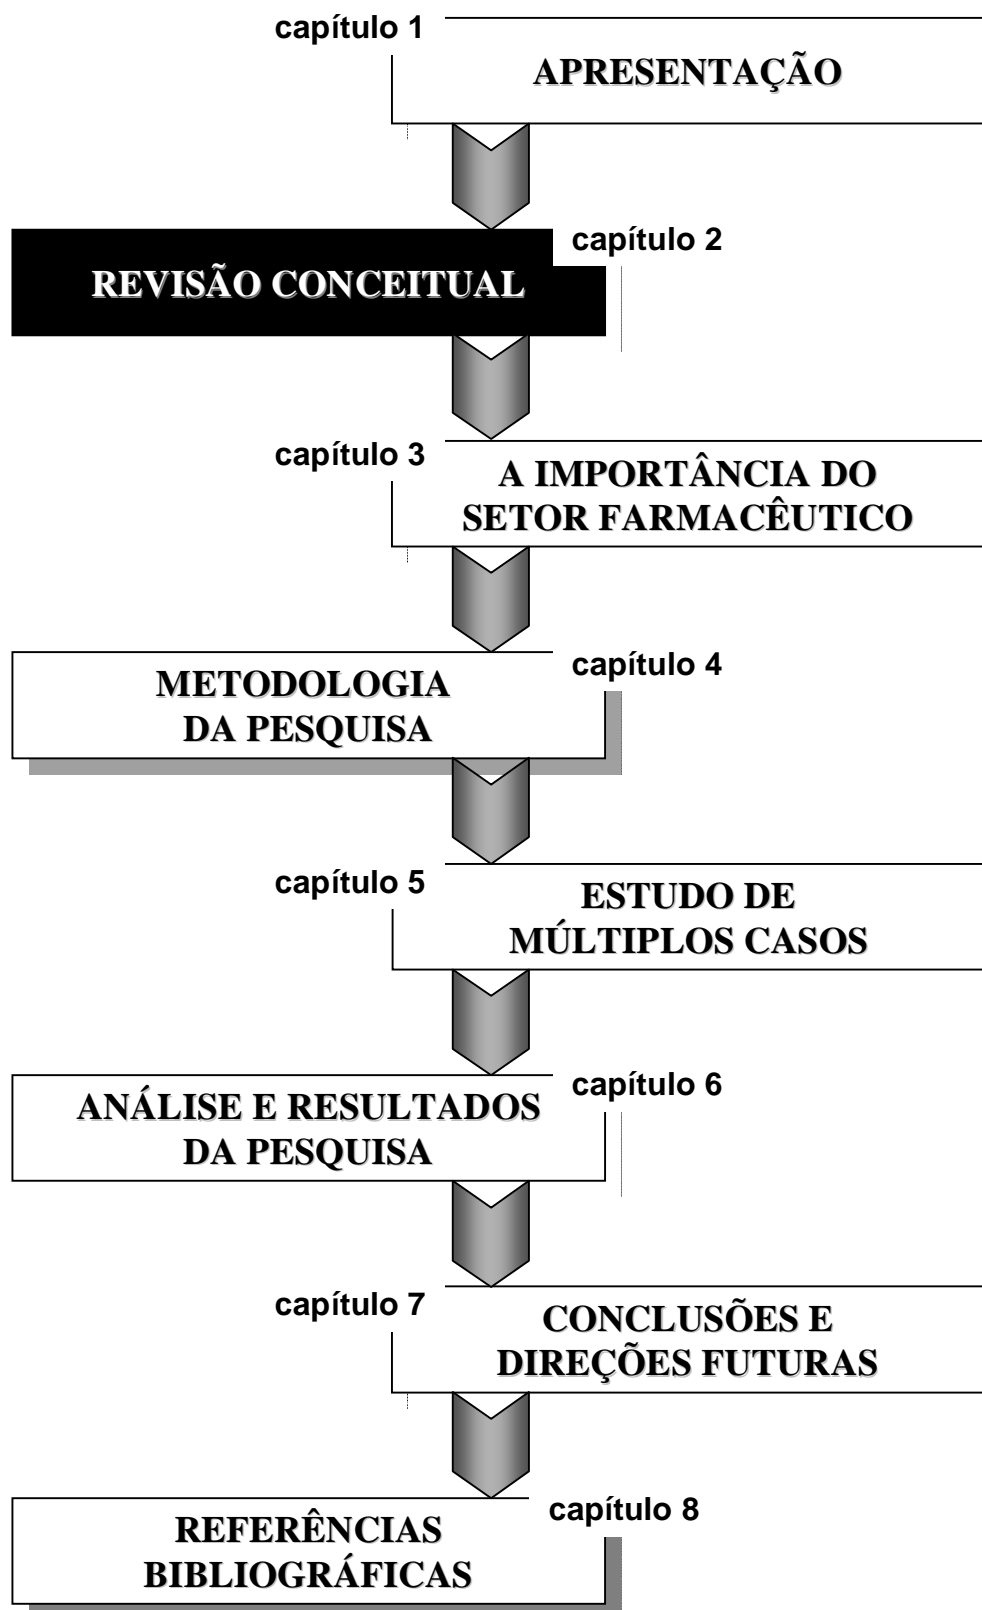 capítulo 1
APRESENTAÇÃO
capítulo 2
REVISÃO CONCEITUAL
capítulo 3
A IMPORTÂNCIA DO
SETOR FARMACÊUTICO
capítulo 4
METODOLOGIA
DA PESQUISA
capítulo 5
ESTUDO DE
MÚLTIPLOS CASOS
capítulo 6
ANÁLISE E RESULTADOS
DA PESQUISA
capítulo 7
CONCLUSÕES E
DIREÇÕES FUTURAS
capítulo 8
REFERÊNCIAS
BIBLIOGRÁFICAS